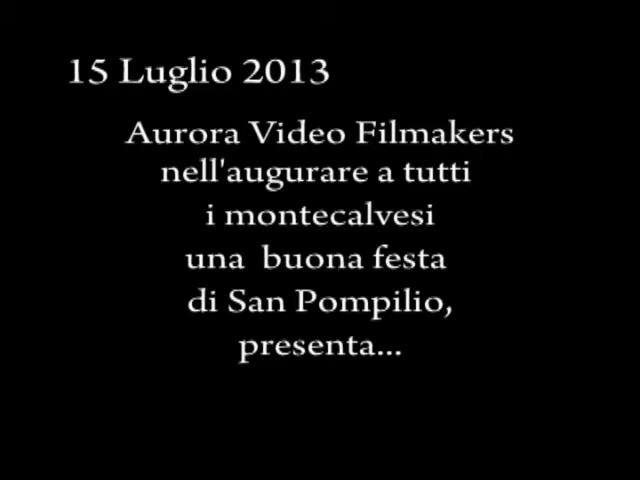 15 Luglio 2013
Aurora Video Filmakers
nell'augurare a tutti
i montecalvesi
una buona festa
di San Pompilio,
presenta...